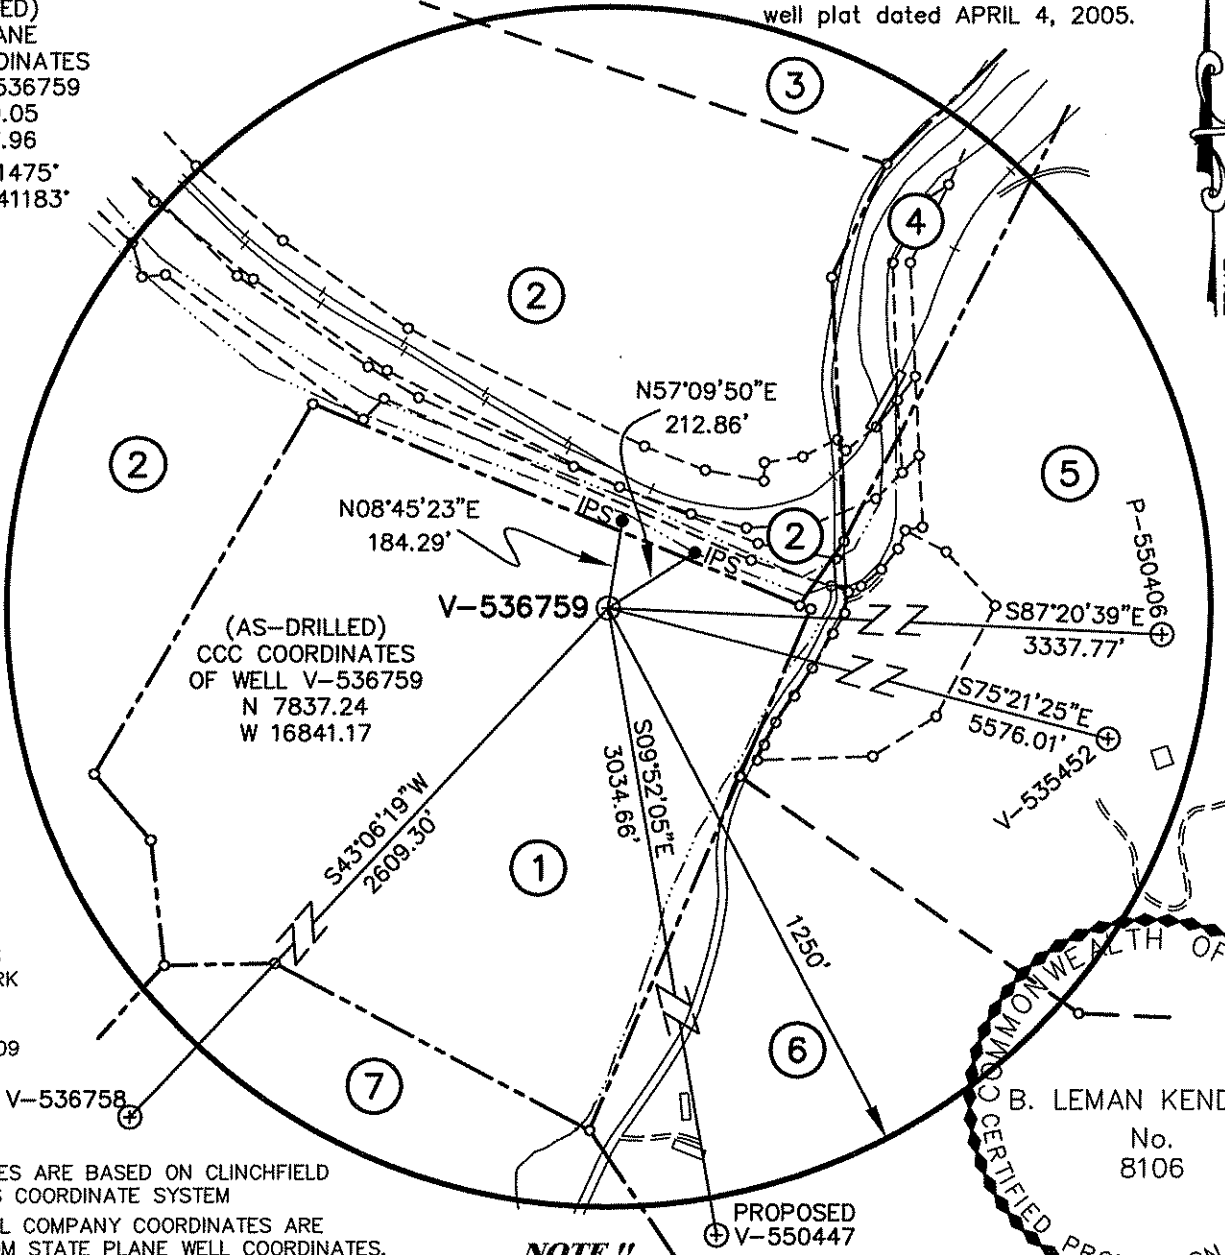 well plat dated APRIL 4, 2005.
ED)
ANE
DINATES
536759
.05
.96
1475°
41183°
3
4
2
N57°09'50"E
212.86'
2
5
N08°45'23"E
184.29'
IPS
IPS
2
P-550406
V-536759
S87°20'39"E
3337.77'
(AS-DRILLED)
CCC COORDINATES
OF WELL V-536759
N 7837.24
W 16841.17
S75°21'25"E
5576.01'
V-535452
S09°52'05"E
3034.66'
S43°06'19"W
2609.30'
1
1250'
RK
09
6
7
V-536758
COMMONWEALTH OF
B. LEMAN KEND
No.
8106
CERTIFIED
ES ARE BASED ON CLINCHFIELD
S COORDINATE SYSTEM
L COMPANY COORDINATES ARE
OM STATE PLANE WELL COORDINATES.
PROPOSED
V-550447
NOTE !!